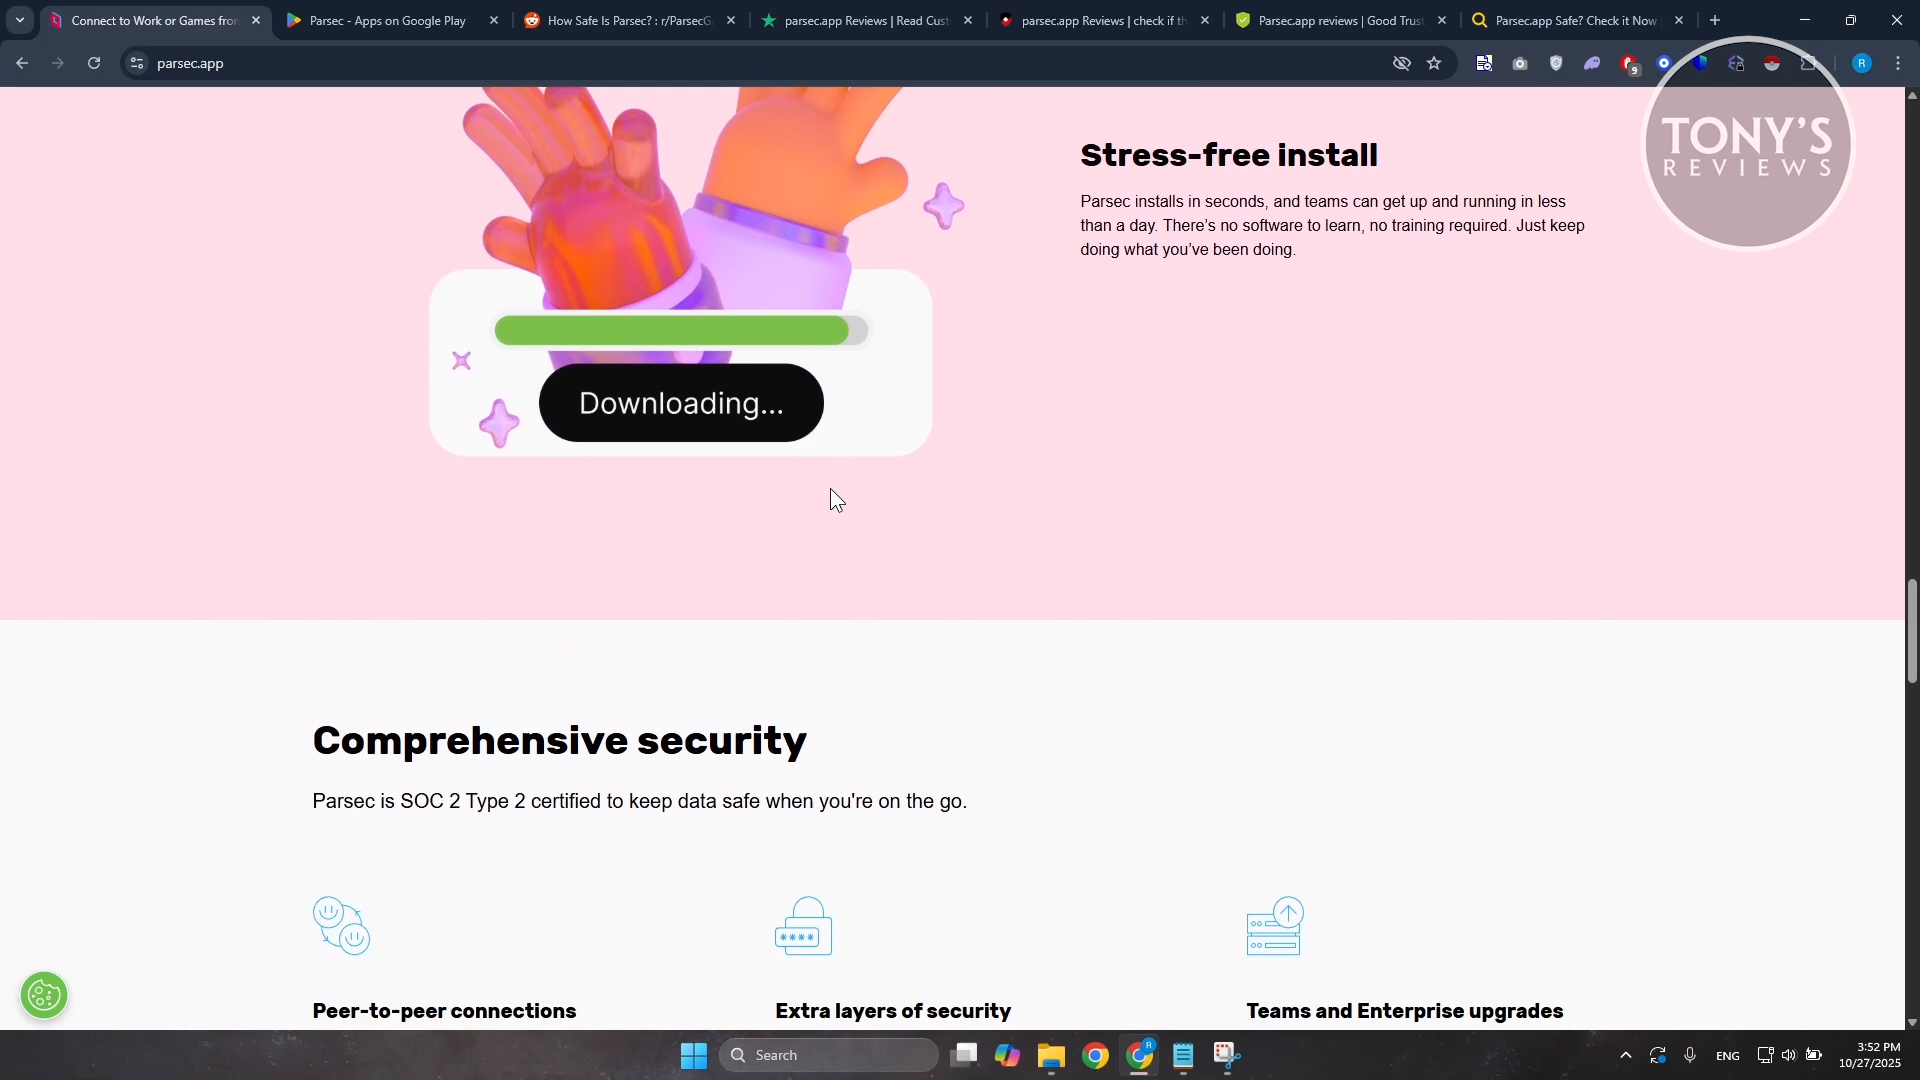 Connect to Work or Games from
Parsec - Apps on Google Play
How Safe Is Parsec? : r/ParsecG
parsec.app Reviews | Read Cust
parsec.app Reviews | check if th
Parsec.app reviews | Good Trust
Parsec.app Safe? Check it Now
parsec.app
9
R
TONY'S
REVIEWS
Stress-free install
Parsec installs in seconds, and teams can get up and running in less
than a day. There's no software to learn, no training required. Just keep
doing what you've been doing.
Downloading...
Comprehensive security
Parsec is SOC 2 Type 2 certified to keep data safe when you're on the go.
****
Peer-to-peer connections
Extra layers of security
Teams and Enterprise upgrades
Search
R
ENG
3:52 PM
10/27/2025